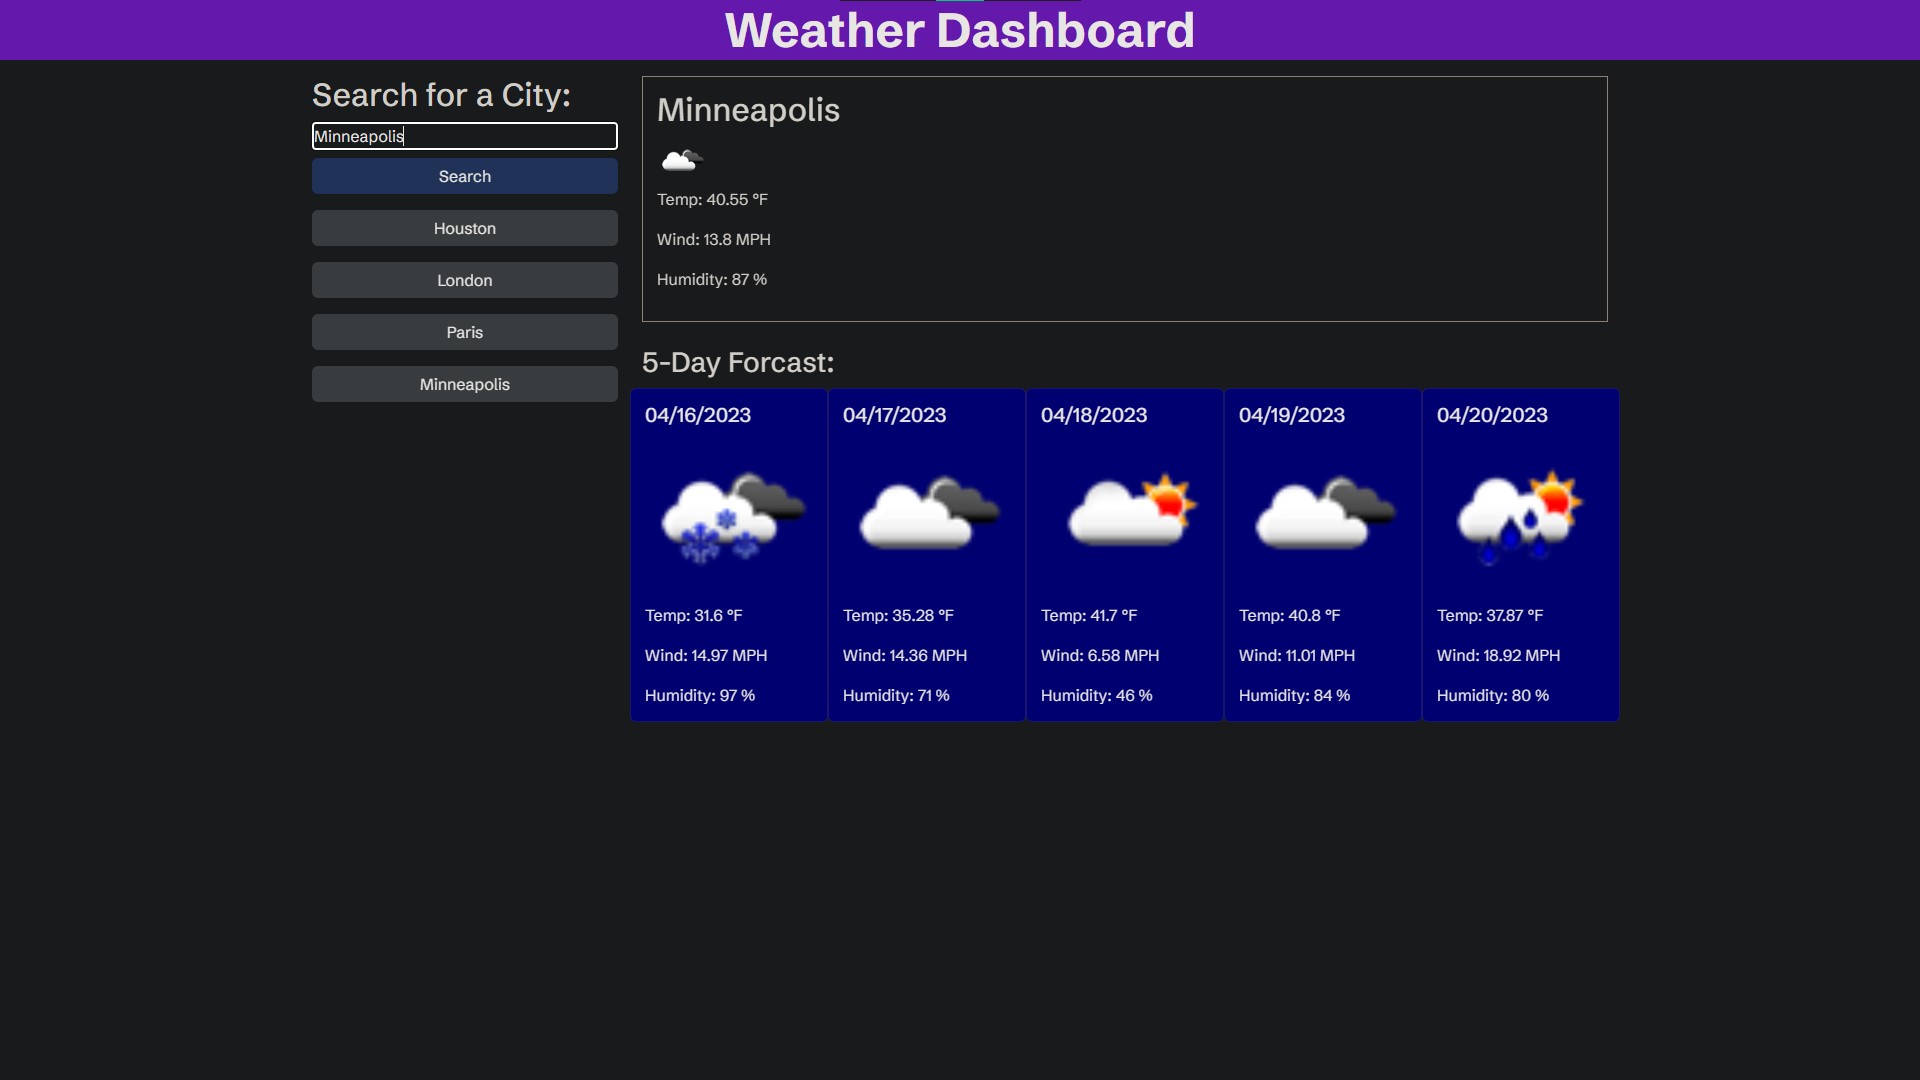 Weather Dashboard
Search for a City:
Minneapolis
Search
Houston
London
Paris
Minneapolis
Minneapolis
Temp: 40.55 °F
Wind: 13.8 MPH
Humidity: 87 %
5-Day Forcast:
04/16/2023
Temp: 31.6 °F
Wind: 14.97 MPH
Humidity: 97 %
04/17/2023
Temp: 35.28 °F
Wind: 14.36 MPH
Humidity: 71 %
04/18/2023
Temp: 41.7 °F
Wind: 6.58 MPH
Humidity: 46 %
04/19/2023
Temp: 40.8 °F
Wind: 11.01 MPH
Humidity: 84 %
04/20/2023
Temp: 37.87 °F
Wind: 18.92 MPH
Humidity: 80 %